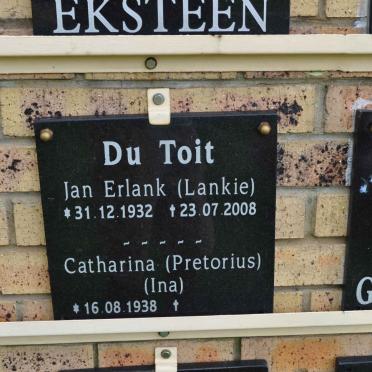 EKSTEEN
Du Toit
Jan Erlank (Lankie)
* 31.12.1932 † 23.07.2008
~ ~ ~ ~ ~
Catharina (Pretorius)
(Ina)
* 16.08.1938 †
G